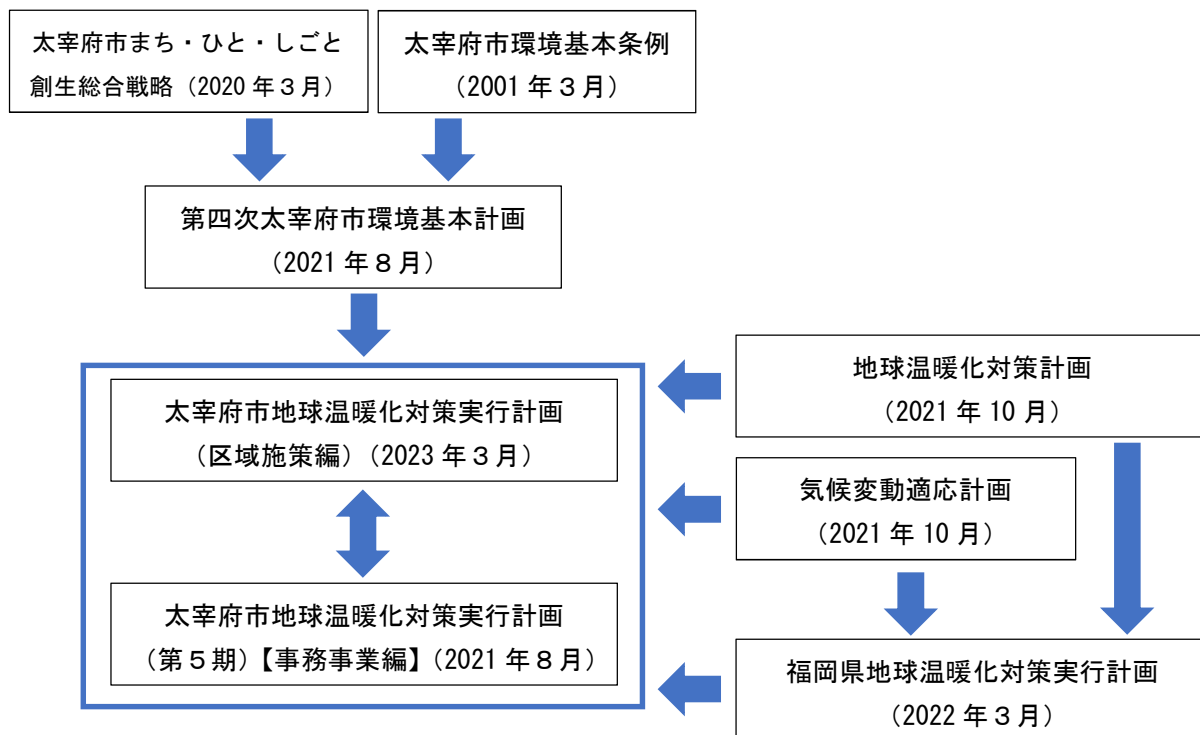 太宰府市まち・ひと・しごと
創生総合戦略（2020 年３月）
太宰府市環境基本条例
（2001 年３月）
第四次太宰府市環境基本計画
（2021 年８月）
太宰府市地球温暖化対策実行計画
（区域施策編）（2023 年３月）
太宰府市地球温暖化対策実行計画
（第５期）【事務事業編】（2021 年８月）
地球温暖化対策計画
（2021 年 10 月）
気候変動適応計画
（2021 年 10 月）
福岡県地球温暖化対策実行計画
（2022 年３月）